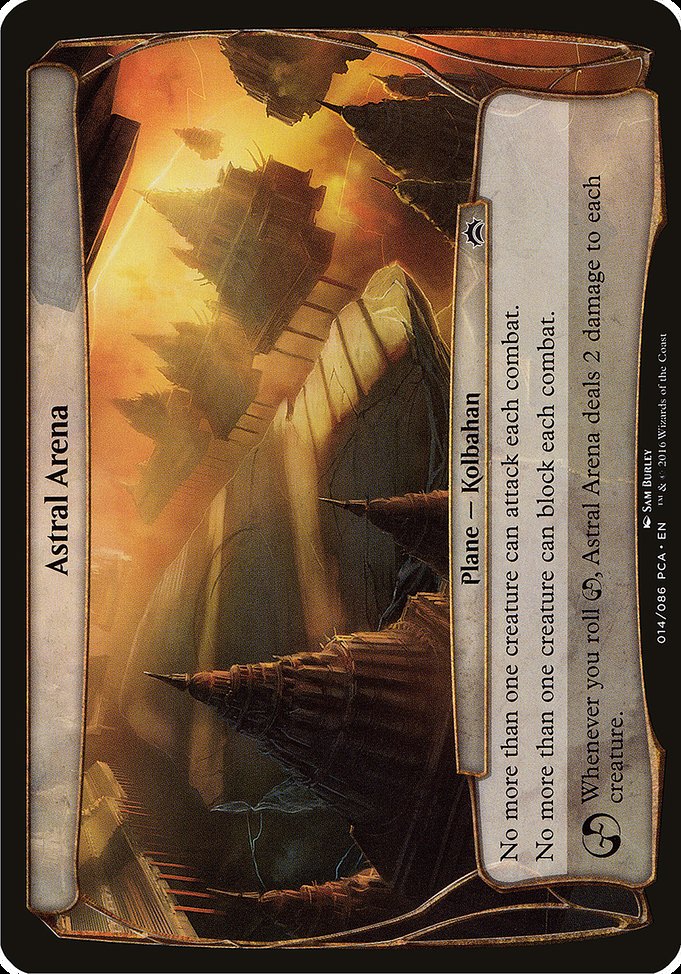 Astral Arena
Plane — Kolbahan
No more than one creature can attack each combat.
No more than one creature can block each combat.
Whenever you roll , Astral Arena deals 2 damage to each
creature.
014/086 PCA • EN Sam Burley ™ & © 2016 Wizards of the Coast